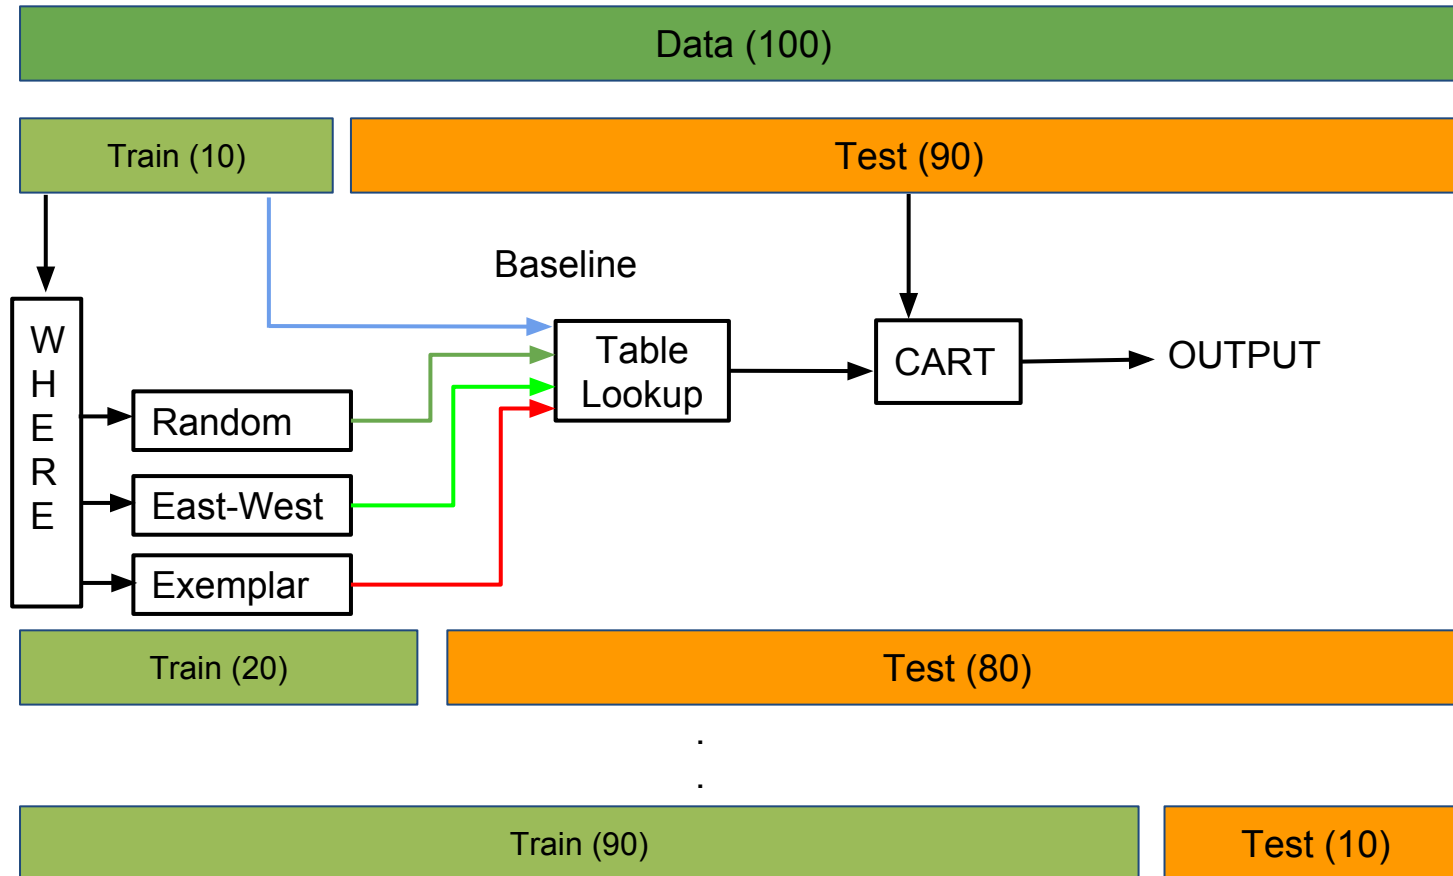 Data (100)
Train (10)
Test (90)
Baseline
W
H
E
R
E
Table
Lookup
CART
OUTPUT
Random
East-West
Exemplar
Train (20)
Test (80)
.
.
Train (90)
Test (10)